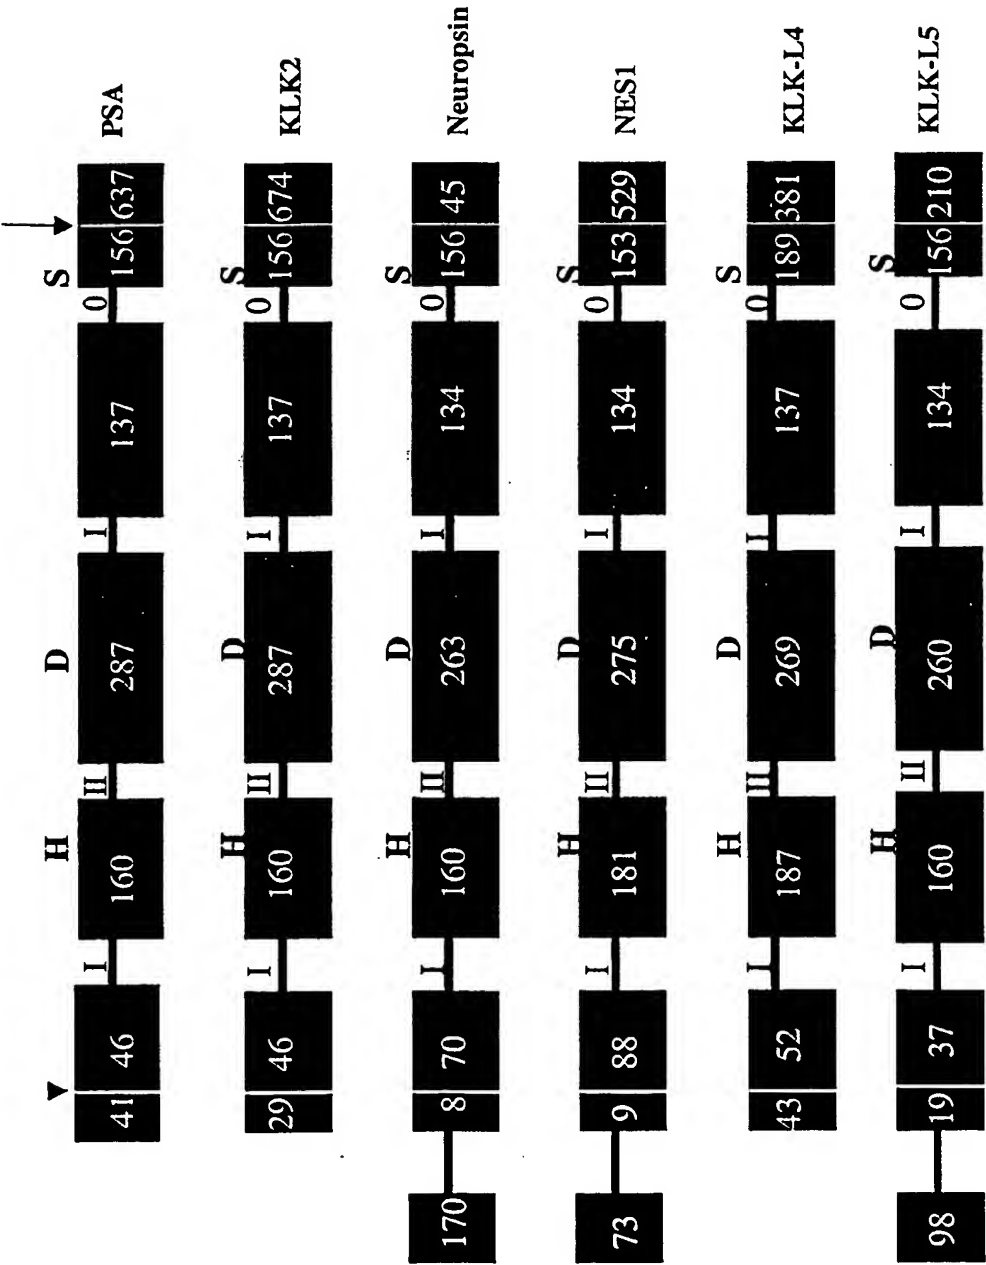 H D S
I II I 0
41 46 160 287 137 156 637 PSA
H D S
I II I 0
29 46 160 287 137 156 674 KLK2
H D S
I II I 0
170 8 70 160 263 134 156 45 Neuropsin
H D S
I II I 0
73 9 88 181 275 134 153 529 NES1
H D S
I II I 0
43 52 187 269 137 189 381 KLK-L4
H D S
I II I 0
98 19 37 160 260 134 156 210 KLK-L5